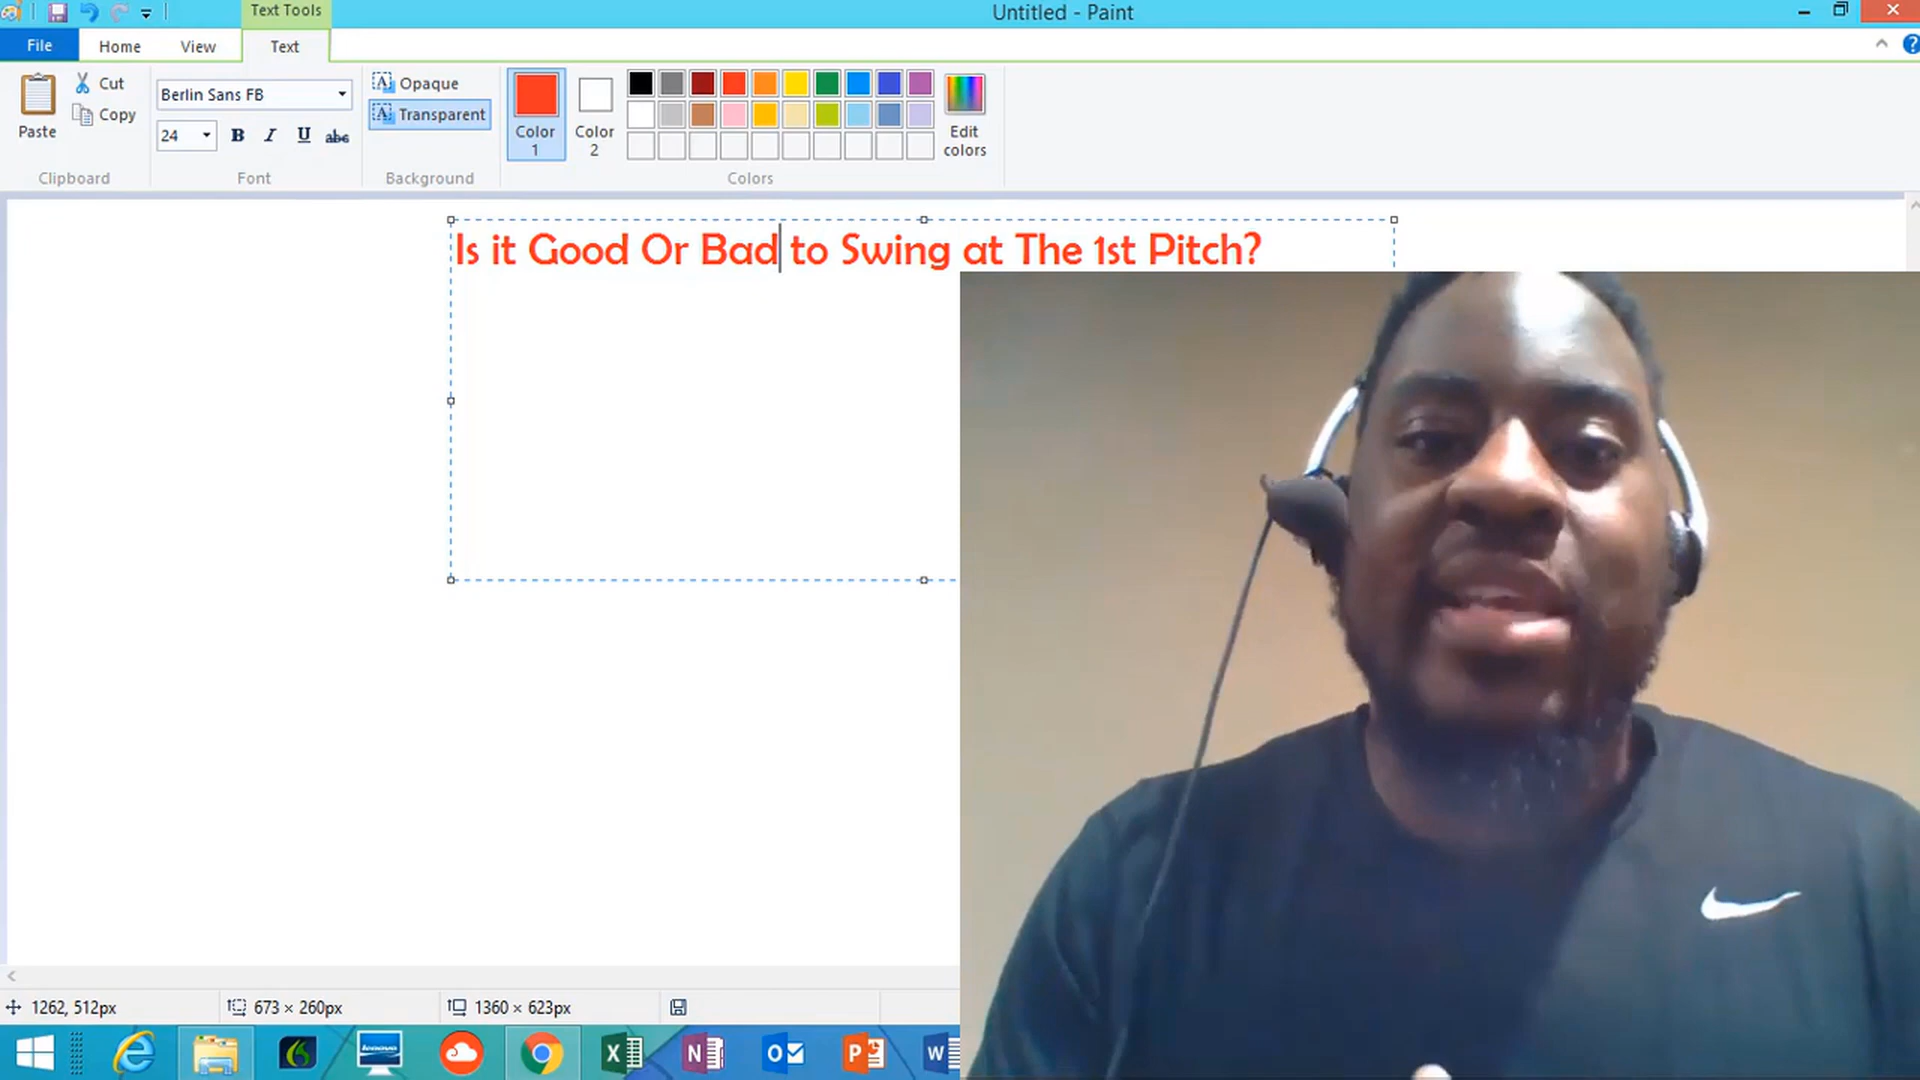 Text Tools
Untitled - Paint
File Home View Text
Paste
Cut
Copy
Clipboard
Berlin Sans FB
24 B I U abc
Font
Opaque
Transparent
Background
Color 1
Color 2
Edit colors
Colors
Is it Good Or Bad to Swing at The 1st Pitch?
1262, 512px
673 × 260px
1360 × 623px